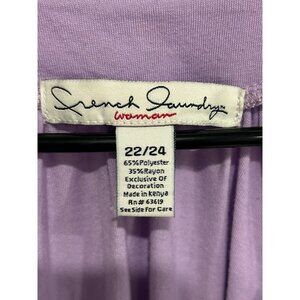 French Laundry™
woman
22/24
65%Polyester
35%Rayon
Exclusive Of
Decoration
Made in Kenya
Rn# 63619
See Side For Care